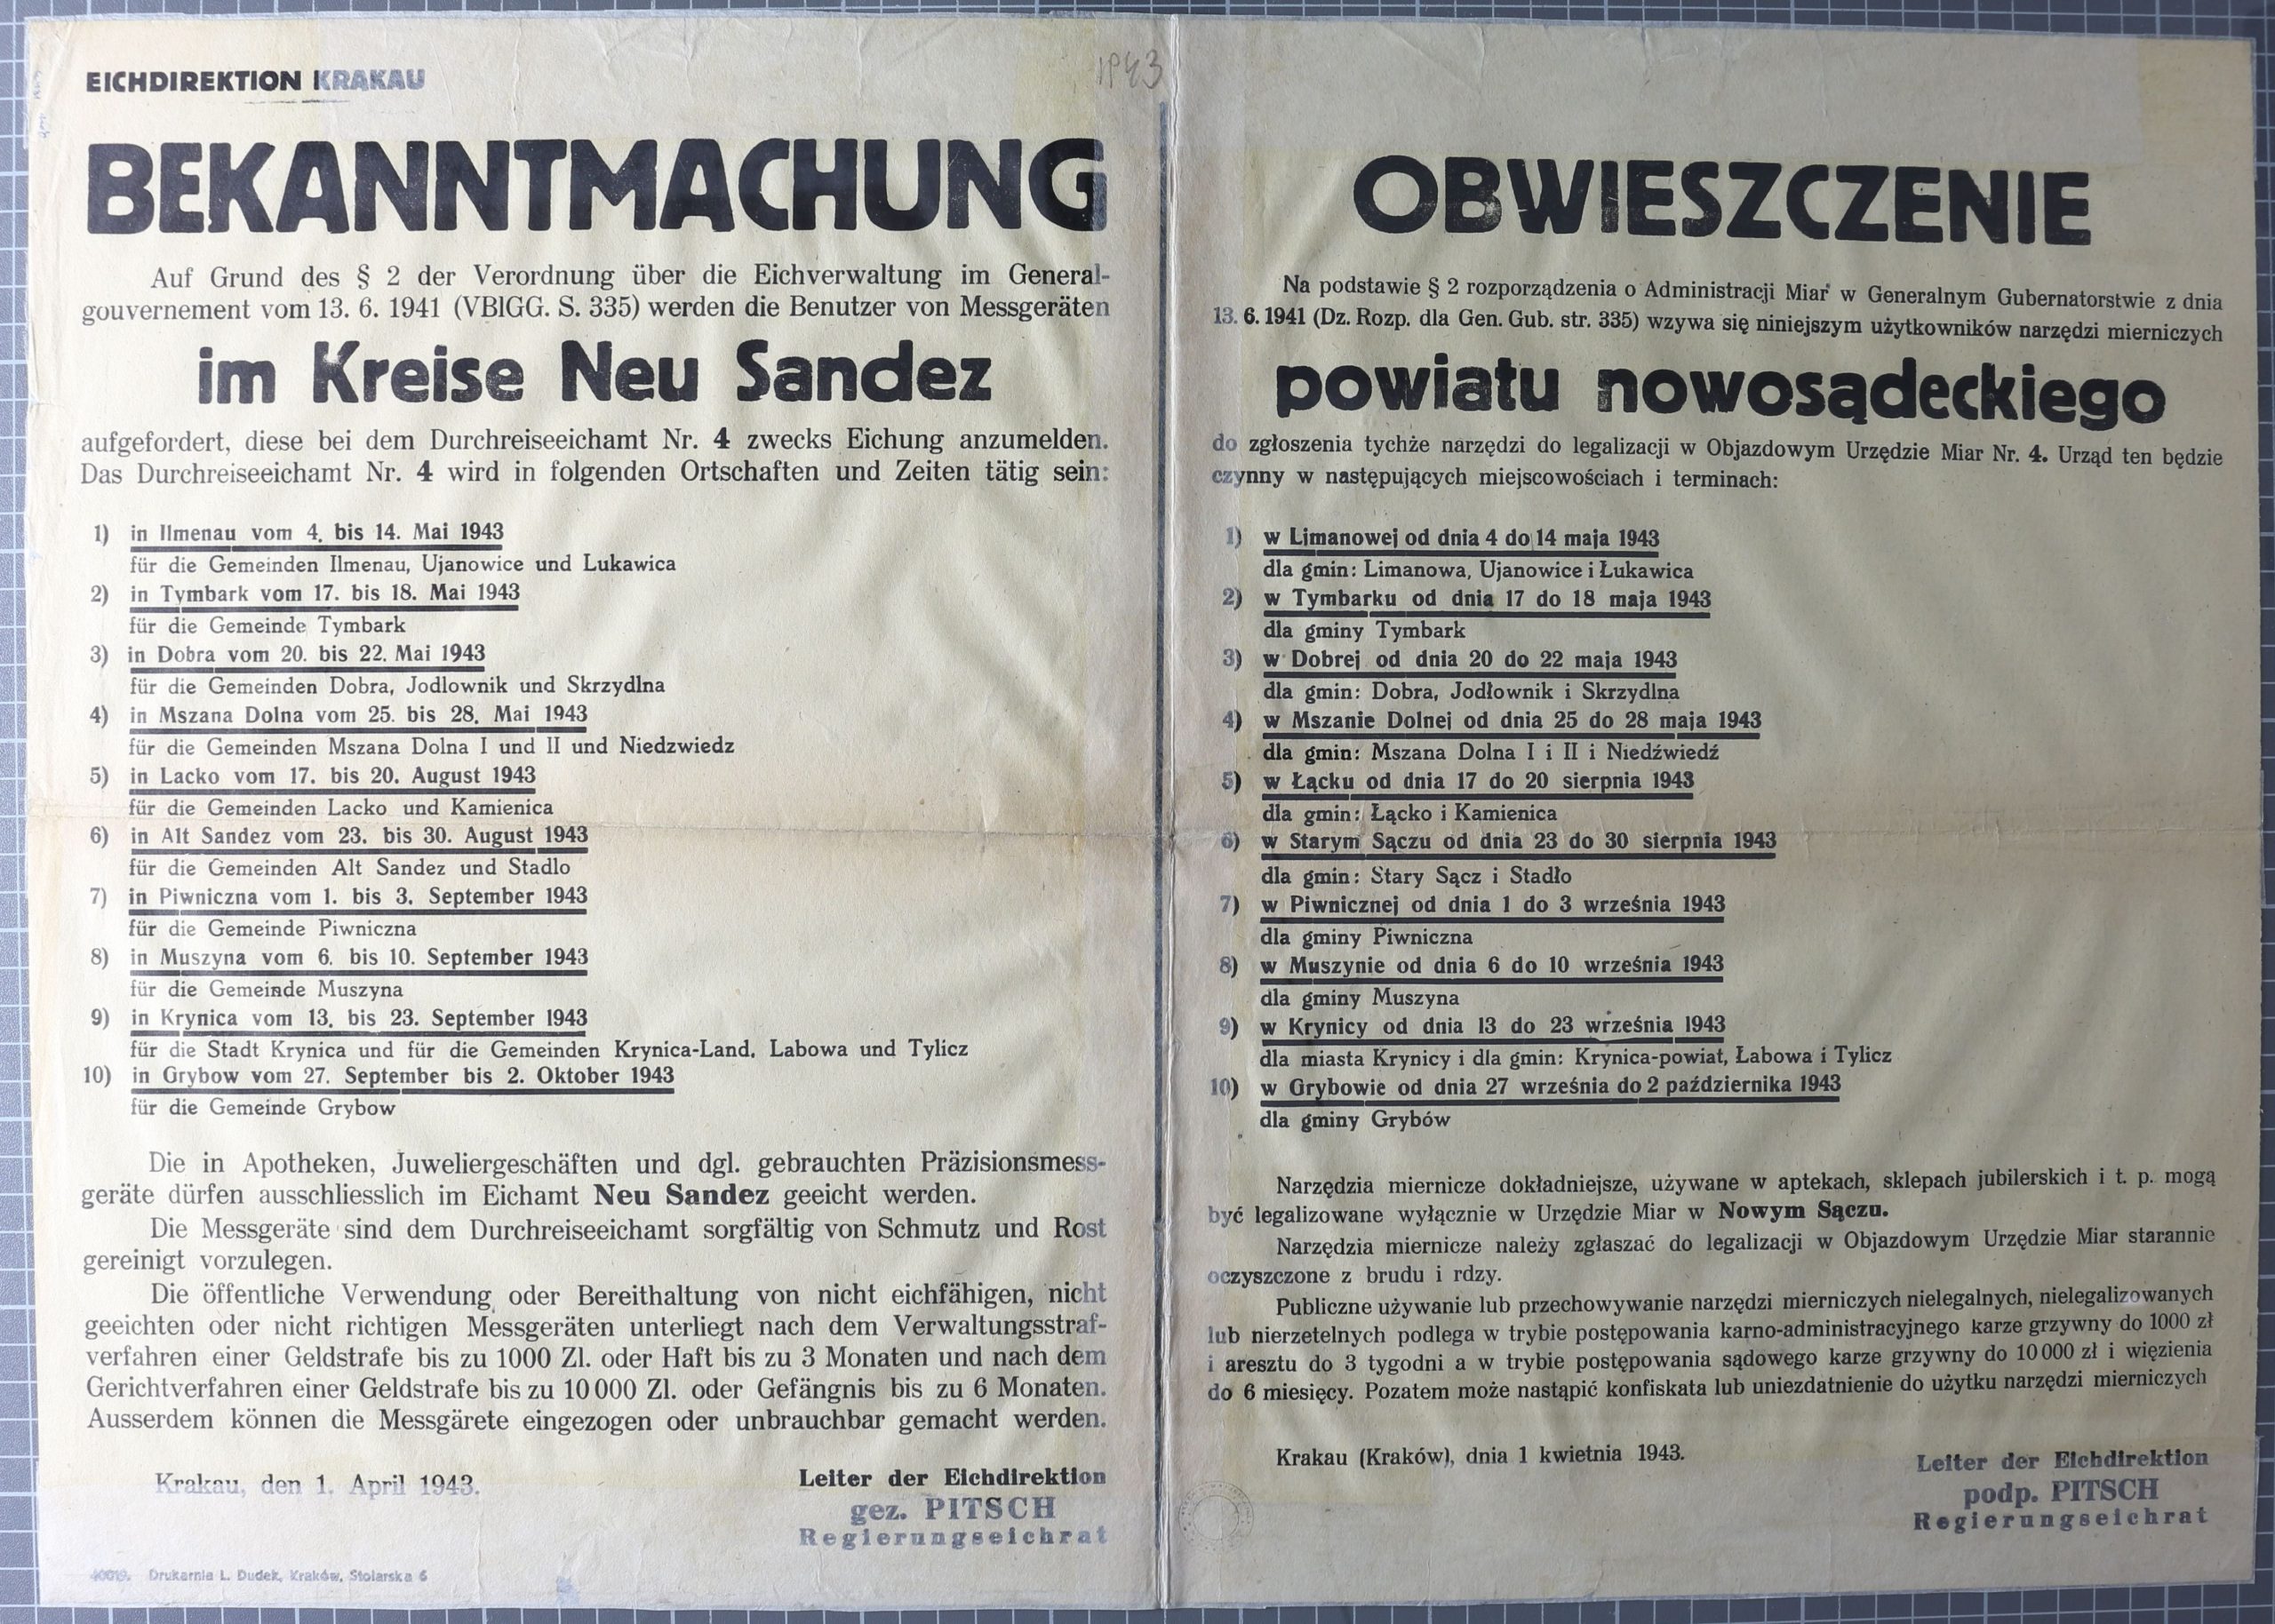 1943
EICHDIREKTION KRAKAU
BEKANNTMACHUNG
Auf Grund des § 2 der Verordnung über die Eichverwaltung im General-
gouvernement vom 13. 6. 1941 (VBlGG. S. 335) werden die Benutzer von Messgeräten
im Kreise Neu Sandez
aufgefordert, diese bei dem Durchreiseeichamt Nr. 4 zwecks Eichung anzumelden.
Das Durchreiseeichamt Nr. 4 wird in folgenden Ortschaften und Zeiten tätig sein:
1) in Ilmenau vom 4. bis 14. Mai 1943
für die Gemeinden Ilmenau, Ujanowice und Lukawica
2) in Tymbark vom 17. bis 18. Mai 1943
für die Gemeinde Tymbark
3) in Dobra vom 20. bis 22. Mai 1943
für die Gemeinden Dobra, Jodlownik und Skrzydlna
4) in Mszana Dolna vom 25. bis 28. Mai 1943
für die Gemeinden Mszana Dolna I und II und Niedzwiedz
5) in Lacko vom 17. bis 20. August 1943
für die Gemeinden Lacko und Kamienica
6) in Alt Sandez vom 23. bis 30. August 1943
für die Gemeinden Alt Sandez und Stadlo
7) in Piwniczna vom 1. bis 3. September 1943
für die Gemeinde Piwniczna
8) in Muszyna vom 6. bis 10. September 1943
für die Gemeinde Muszyna
9) in Krynica vom 13. bis 23. September 1943
für die Stadt Krynica und für die Gemeinden Krynica-Land, Labowa und Tylicz
10) in Grybow vom 27. September bis 2. Oktober 1943
für die Gemeinde Grybow
Die in Apotheken, Juweliergeschäften und dgl. gebrauchten Präzisionsmess-
geräte dürfen ausschliesslich im Eichamt Neu Sandez geeicht werden.
Die Messgeräte sind dem Durchreiseeichamt sorgfältig von Schmutz und Rost
gereinigt vorzulegen.
Die öffentliche Verwendung oder Bereithaltung von nicht eichfähigen, nicht
geeichten oder nicht richtigen Messgeräten unterliegt nach dem Verwaltungsstraf-
verfahren einer Geldstrafe bis zu 1000 Zl. oder Haft bis zu 3 Monaten und nach dem
Gerichtverfahren einer Geldstrafe bis zu 10 000 Zl. oder Gefängnis bis zu 6 Monaten.
Ausserdem können die Messgärete eingezogen oder unbrauchbar gemacht werden.
Krakau, den 1. April 1943.
Leiter der Eichdirektion
gez. PITSCH
Regierungseichrat
Drukarnia L. Dudek, Kraków, Stolarska 6
OBWIESZCZENIE
Na podstawie § 2 rozporządzenia o Administracji Miar w Generalnym Gubernatorstwie z dnia
13. 6. 1941 (Dz. Rozp. dla Gen. Gub. str. 335) wzywa się niniejszym użytkowników narzędzi mierniczych
powiatu nowosądeckiego
do zgłoszenia tychże narzędzi do legalizacji w Objazdowym Urzędzie Miar Nr. 4. Urząd ten będzie
czynny w następujących miejscowościach i terminach:
1) w Limanowej od dnia 4 do 14 maja 1943
dla gmin: Limanowa, Ujanowice i Łukawica
2) w Tymbarku od dnia 17 do 18 maja 1943
dla gminy Tymbark
3) w Dobrej od dnia 20 do 22 maja 1943
dla gmin: Dobra, Jodłownik i Skrzydlna
4) w Mszanie Dolnej od dnia 25 do 28 maja 1943
dla gmin: Mszana Dolna I i II i Niedźwiedź
5) w Łącku od dnia 17 do 20 sierpnia 1943
dla gmin: Łącko i Kamienica
6) w Starym Sączu od dnia 23 do 30 sierpnia 1943
dla gmin: Stary Sącz i Stadło
7) w Piwnicznej od dnia 1 do 3 września 1943
dla gminy Piwniczna
8) w Muszynie od dnia 6 do 10 września 1943
dla gminy Muszyna
9) w Krynicy od dnia 13 do 23 września 1943
dla miasta Krynicy i dla gmin: Krynica-powiat, Łabowa i Tylicz
10) w Grybowie od dnia 27 września do 2 października 1943
dla gminy Grybów
Narzędzia miernicze dokładniejsze, używane w aptekach, sklepach jubilerskich i t. p. mogą
być legalizowane wyłącznie w Urzędzie Miar w Nowym Sączu.
Narzędzia miernicze należy zgłaszać do legalizacji w Objazdowym Urzędzie Miar starannie
oczyszczone z brudu i rdzy.
Publiczne używanie lub przechowywanie narzędzi mierniczych nielegalnych, nielegalizowanych
lub nierzetelnych podlega w trybie postępowania karno-administracyjnego karze grzywny do 1000 zł
i aresztu do 3 tygodni a w trybie postępowania sądowego karze grzywny do 10 000 zł i więzienia
do 6 miesięcy. Pozatem może nastąpić konfiskata lub uniezdatnienie do użytku narzędzi mierniczych
Krakau (Kraków), dnia 1 kwietnia 1943.
Leiter der Eichdirektion
podp. PITSCH
Regierungseichrat